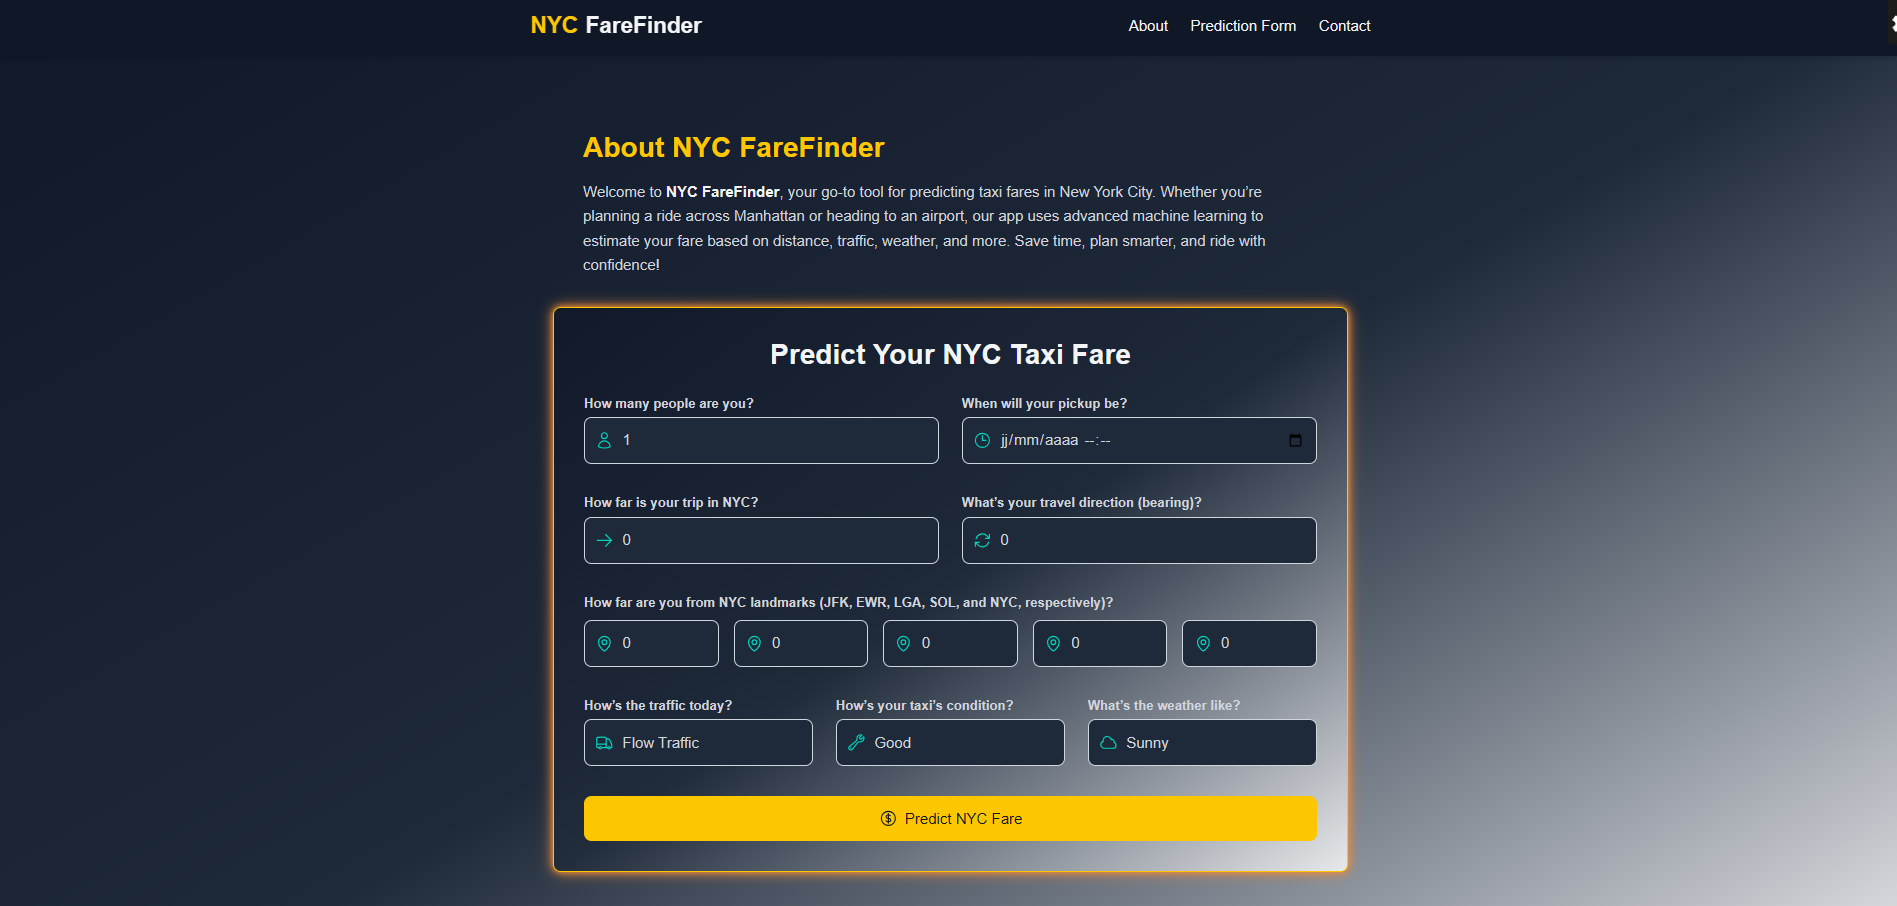 NYC FareFinder
About Prediction Form Contact
About NYC FareFinder
Welcome to NYC FareFinder, your go-to tool for predicting taxi fares in New York City. Whether you’re
planning a ride across Manhattan or heading to an airport, our app uses advanced machine learning to
estimate your fare based on distance, traffic, weather, and more. Save time, plan smarter, and ride with
confidence!
Predict Your NYC Taxi Fare
How many people are you?
1
When will your pickup be?
jj/mm/aaaa --:--
How far is your trip in NYC?
0
What’s your travel direction (bearing)?
0
How far are you from NYC landmarks (JFK, EWR, LGA, SOL, and NYC, respectively)?
0 0 0 0 0
How’s the traffic today?
Flow Traffic
How’s your taxi’s condition?
Good
What’s the weather like?
Sunny
Predict NYC Fare